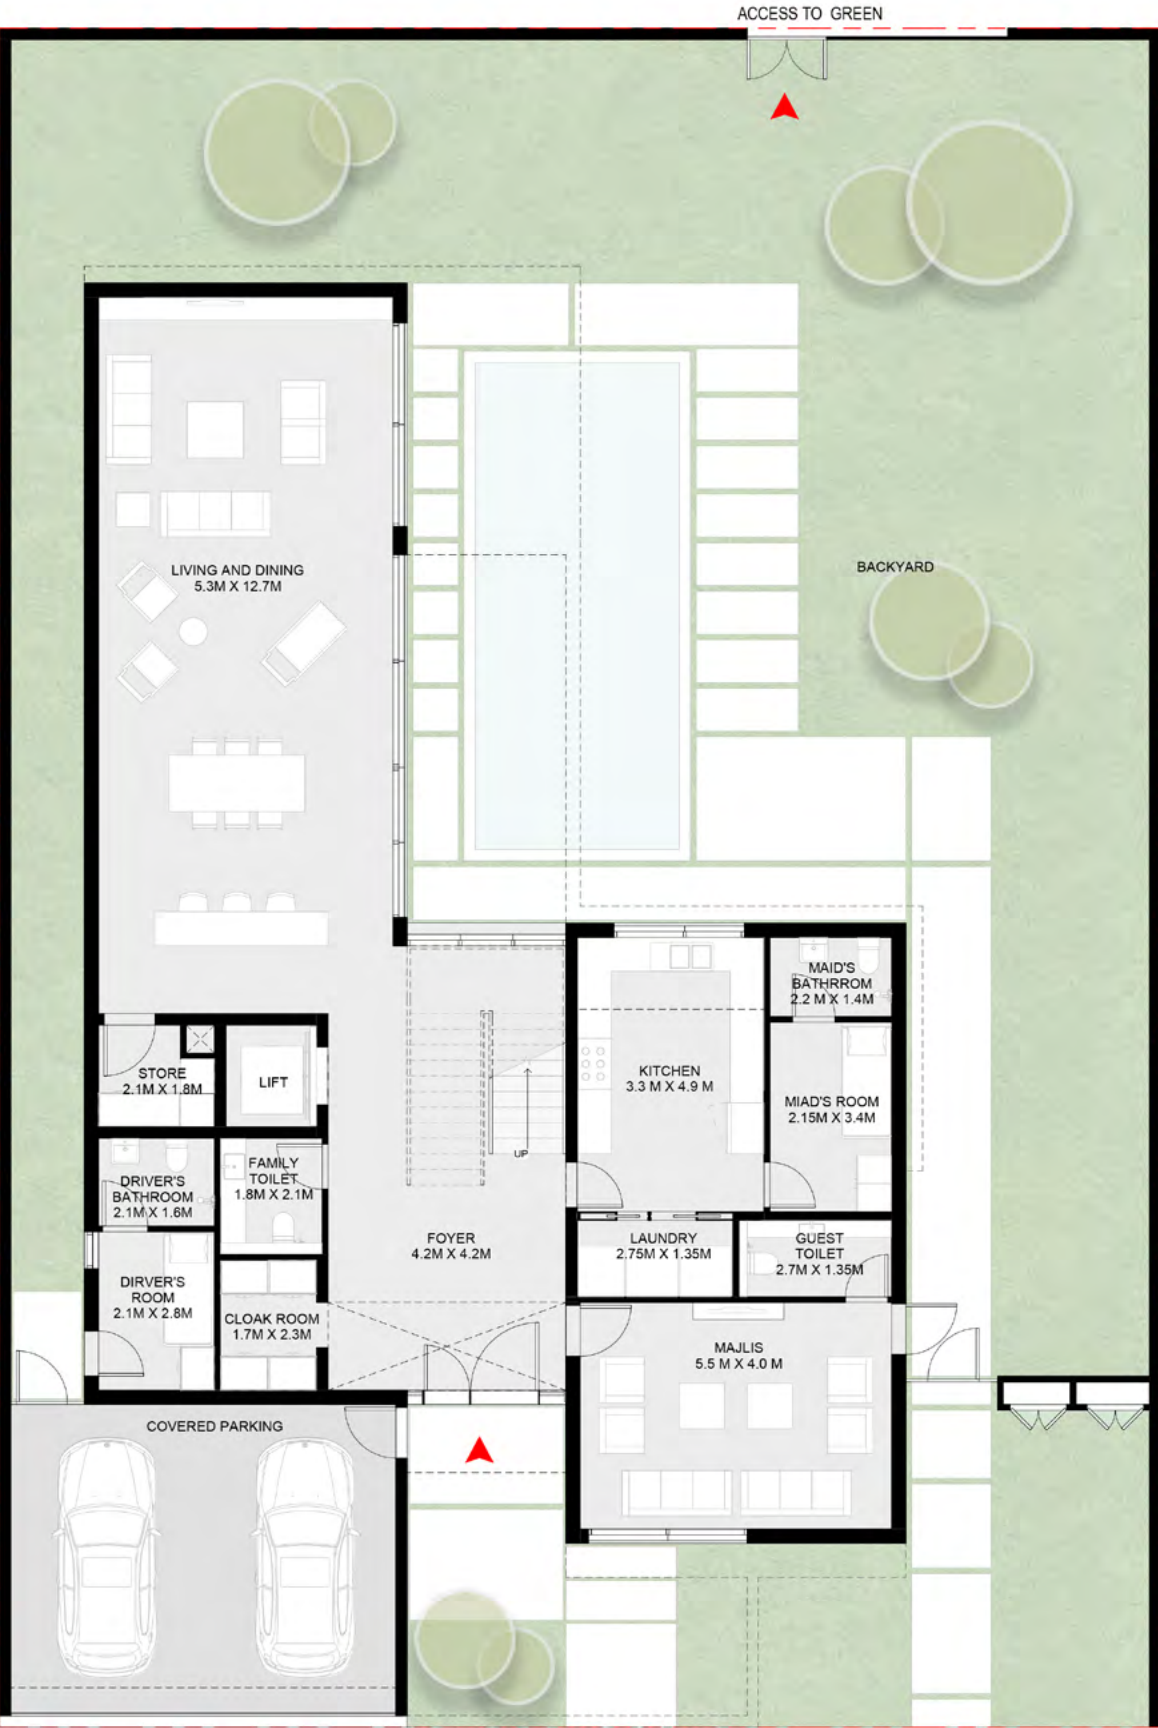 ACCESS TO GREEN
LIVING AND DINING
5.3M X 12.7M
BACKYARD
MAID'S
BATHRROM
2.2 M X 1.4M
STORE
2.1M X 1.8M
LIFT
KITCHEN
3.3 M X 4.9 M
MIAD'S ROOM
2.15M X 3.4M
UP
DRIVER'S
BATHROOM
2.1M X 1.6M
FAMILY
TOILET
1.8M X 2.1M
FOYER
4.2M X 4.2M
LAUNDRY
2.75M X 1.35M
GUEST
TOILET
2.7M X 1.35M
DIRVER'S
ROOM
2.1M X 2.8M
CLOAK ROOM
1.7M X 2.3M
MAJLIS
5.5 M X 4.0 M
COVERED PARKING